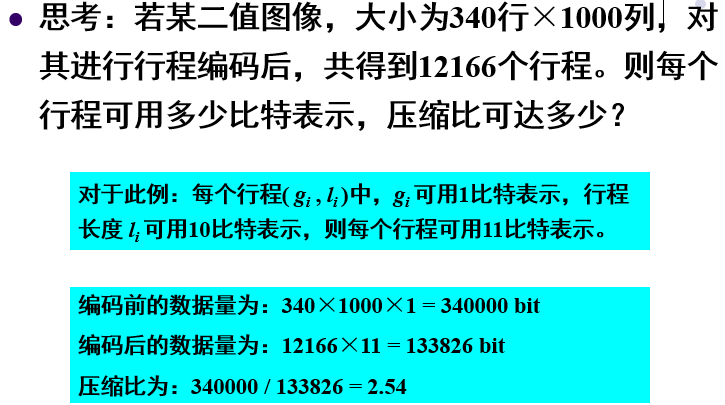 ● 思考：若某二值图像，大小为340行×1000列，对
其进行行程编码后，共得到12166个行程。则每个
行程可用多少比特表示，压缩比可达多少？
对于此例：每个行程( gᵢ , lᵢ )中，gᵢ 可用1比特表示，行程
长度 lᵢ 可用10比特表示，则每个行程可用11比特表示。
编码前的数据量为：340×1000×1 = 340000 bit
编码后的数据量为：12166×11 = 133826 bit
压缩比为：340000 / 133826 = 2.54